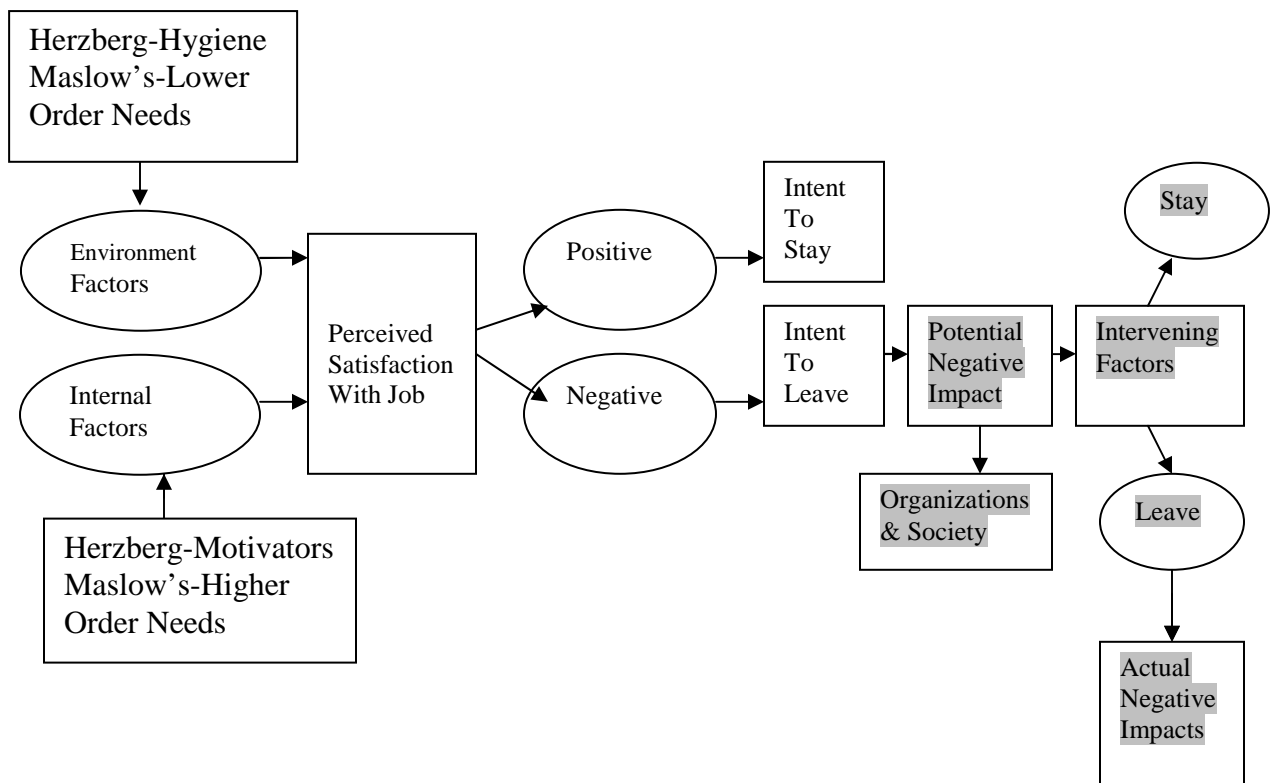 Herzberg-Hygiene
Maslow’s-Lower
Order Needs
Environment
Factors
Internal
Factors
Herzberg-Motivators
Maslow’s-Higher
Order Needs
Perceived
Satisfaction
With Job
Positive
Negative
Intent
To
Stay
Intent
To
Leave
Potential
Negative
Impact
Organizations
& Society
Intervening
Factors
Stay
Leave
Actual
Negative
Impacts